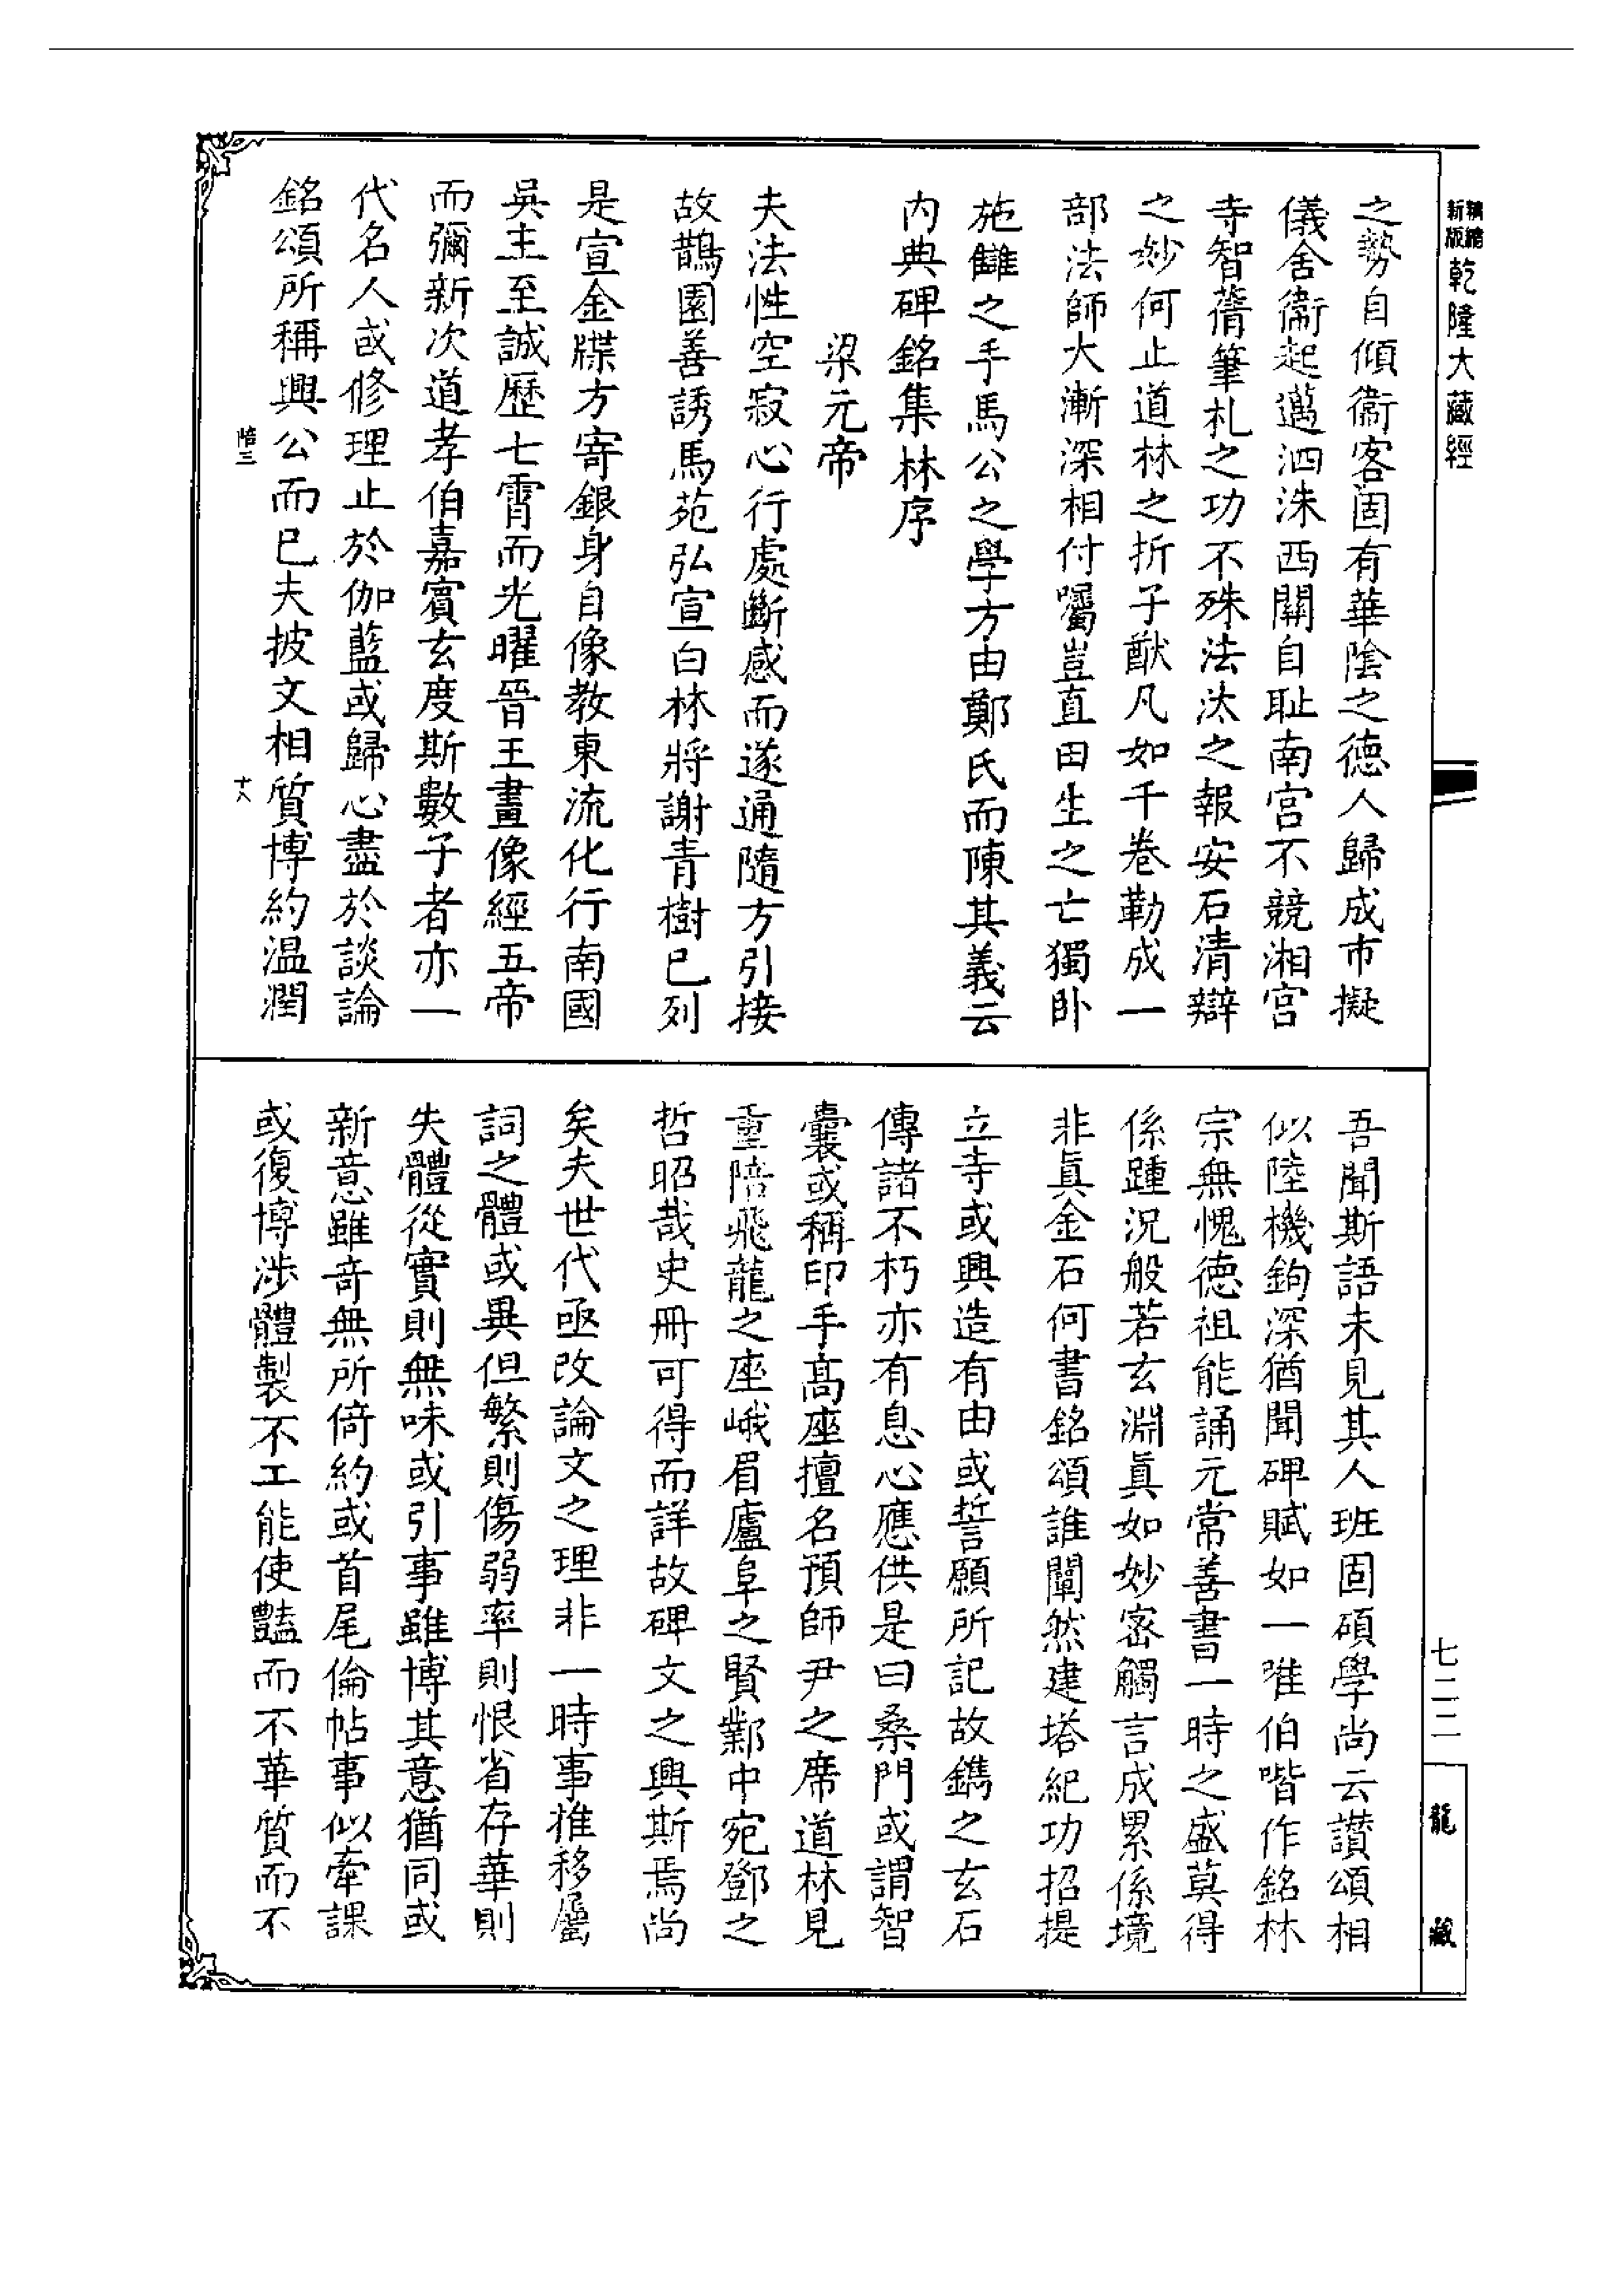 新版
精縮
乾隆大藏經
之勢自傾衞客固有華陰之德人歸成市擬
儀舍衞起邁泗洙西關自耻南宫不競湘宫
寺智蒨筆札之功不殊法汰之報安石清辯
之妙何止道林之折子猷凡如千卷勒成一
部法師大漸深相付囑豈直田生之亡獨卧
施讎之手馬公之學方由鄭氏而陳其義云
内典碑銘集林序
梁元帝
夫法性空寂心行處斷感而遂通隨方引接
故鵲園善誘馬苑弘宣白林將謝青樹已列
是宣金牒方寄銀身自像教東流化行南國
吳主至誠歷七霄而光曜晉王畫像經五帝
而彌新次道孝伯嘉賓玄度斯數子者亦一
代名人或修理止於伽藍或歸心盡於談論
銘頌所稱興公而已夫披文相質博約温潤
陪三
十八
吾聞斯語未見其人班固碩學尚云讚頌相
似陸機鉤深猶聞碑賦如一唯伯喈作銘林
宗無愧德祖能誦元常善書一時之盛莫得
係踵況般若玄淵眞如妙密觸言成累係境
非眞金石何書銘頌誰闡然建塔紀功招提
立寺或興造有由或誓願所記故鐫之玄石
傳諸不朽亦有息心應供是曰桑門或謂智
囊或稱印手高座擅名預師尹之席道林見
重陪飛龍之座峨眉廬阜之賢鄴中宛鄧之
哲昭哉史冊可得而詳故碑文之興斯焉尚
矣夫世代亟改論文之理非一時事推移屬
詞之體或異但繁則傷弱率則恨省存華則
失體從實則無味或引事雖博其意猶同或
新意雖奇無所倚約或首尾倫帖事似牽課
或復博涉體製不工能使豔而不華質而不
七二二
龍
藏